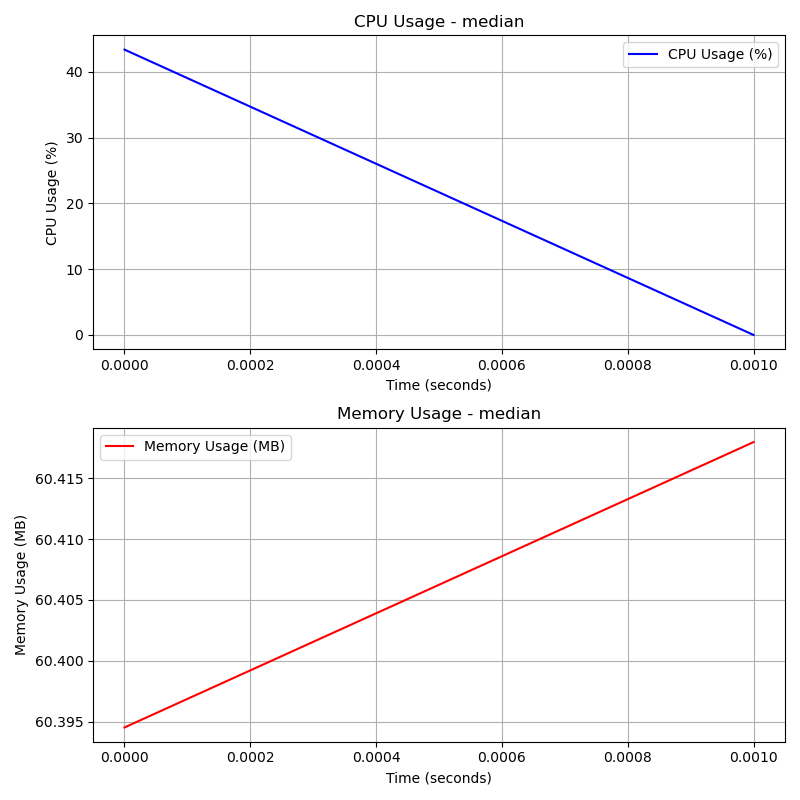 CPU Usage - median
CPU Usage (%)
CPU Usage (%)
40
30
20
10
0
0.0000 0.0002 0.0004 0.0006 0.0008 0.0010
Time (seconds)
Memory Usage - median
Memory Usage (MB)
Memory Usage (MB)
60.415
60.410
60.405
60.400
60.395
0.0000 0.0002 0.0004 0.0006 0.0008 0.0010
Time (seconds)